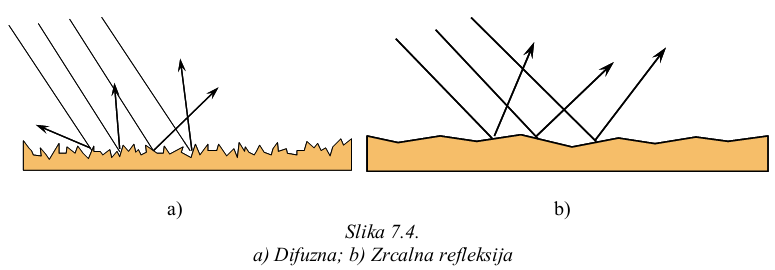 a)
b)
Slika 7.4.
a) Difuzna; b) Zrcalna refleksija